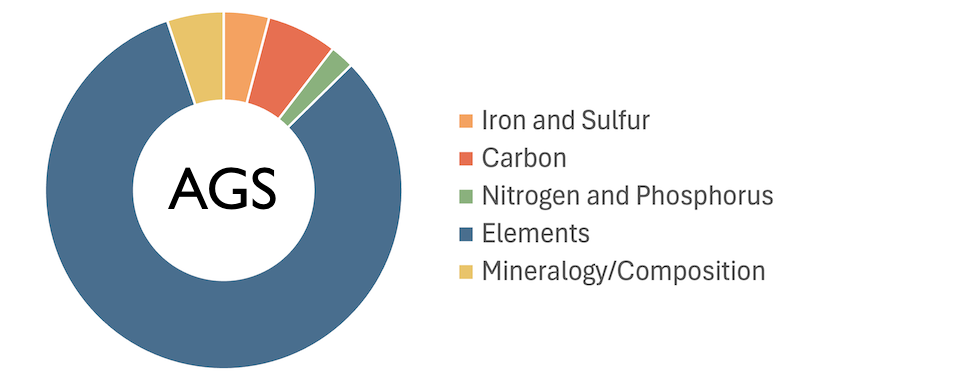 AGS
Iron and Sulfur
Carbon
Nitrogen and Phosphorus
Elements
Mineralogy/Composition